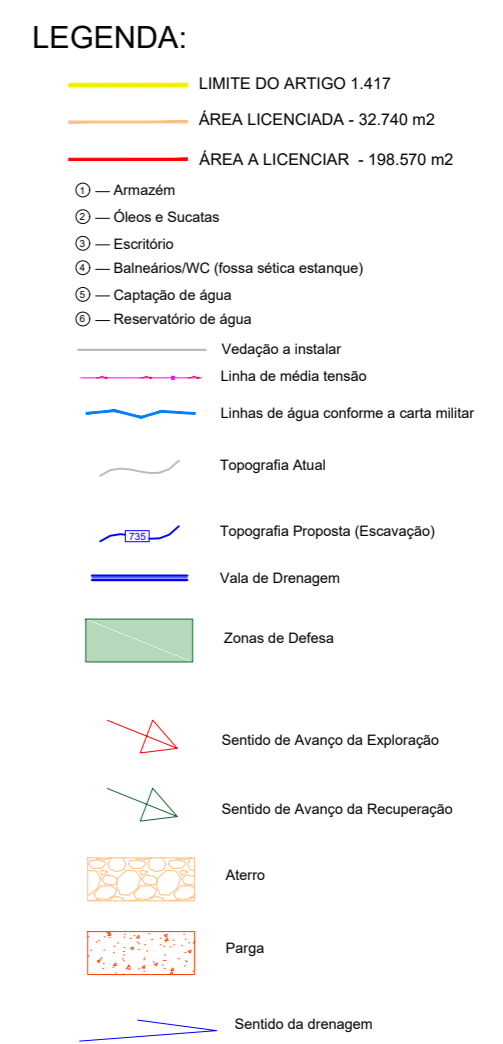 LEGENDA:
LIMITE DO ARTIGO 1.417
ÁREA LICENCIADA - 32.740 m2
ÁREA A LICENCIAR - 198.570 m2
1 — Armazém
2 — Óleos e Sucatas
3 — Escritório
4 — Balneários/WC (fossa sética estanque)
5 — Captação de água
6 — Reservatório de água
Vedação a instalar
Linha de média tensão
Linhas de água conforme a carta militar
Topografia Atual
735 Topografia Proposta (Escavação)
Vala de Drenagem
Zonas de Defesa
Sentido de Avanço da Exploração
Sentido de Avanço da Recuperação
Aterro
Parga
Sentido da drenagem